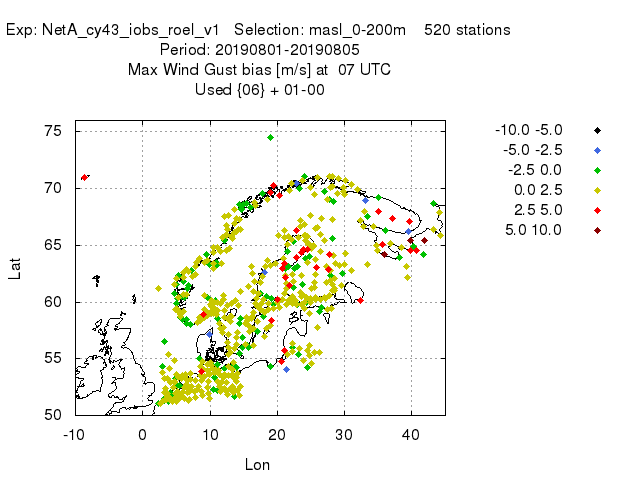 Exp: NetA_cy43_iobs_roel_v1 Selection: masl_0-200m 520 stations
Period: 20190801-20190805
Max Wind Gust bias [m/s] at 07 UTC
Used {06} + 01-00
75
70
65
60
55
50
Lat
-10 0 10 20 30 40
Lon
-10.0 -5.0
-5.0 -2.5
-2.5 0.0
0.0 2.5
2.5 5.0
5.0 10.0